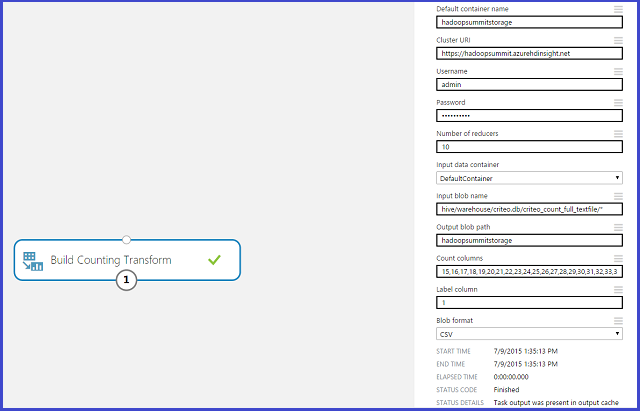 Default container name
hadoopsummitstorage
Cluster URI
https://hadoopsummit.azurehdinsight.net
Username
admin
Password
••••••••••
Number of reducers
10
Input data container
DefaultContainer
Input blob name
hive/warehouse/criteo.db/criteo_count_full_textfile/*
Output blob path
hadoopsummitstorage
Build Counting Transform
1
Count columns
15,16,17,18,19,20,21,22,23,24,25,26,27,28,29,30,31,32,33,3
Label column
1
Blob format
CSV
START TIME 7/9/2015 1:35:13 PM
END TIME 7/9/2015 1:35:13 PM
ELAPSED TIME 0:00:00.000
STATUS CODE Finished
STATUS DETAILS Task output was present in output cache